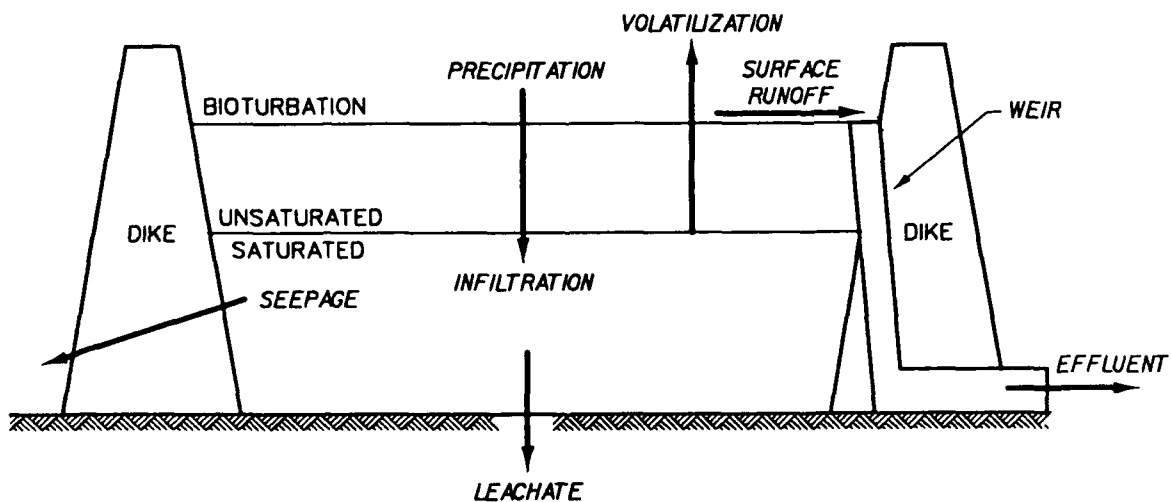 VOLATILIZATION
PRECIPITATION
SURFACE
RUNOFF
BIOTURBATION
WEIR
UNSATURATED
DIKE
DIKE
SATURATED
INFILTRATION
SEEPAGE
EFFLUENT
LEACHATE